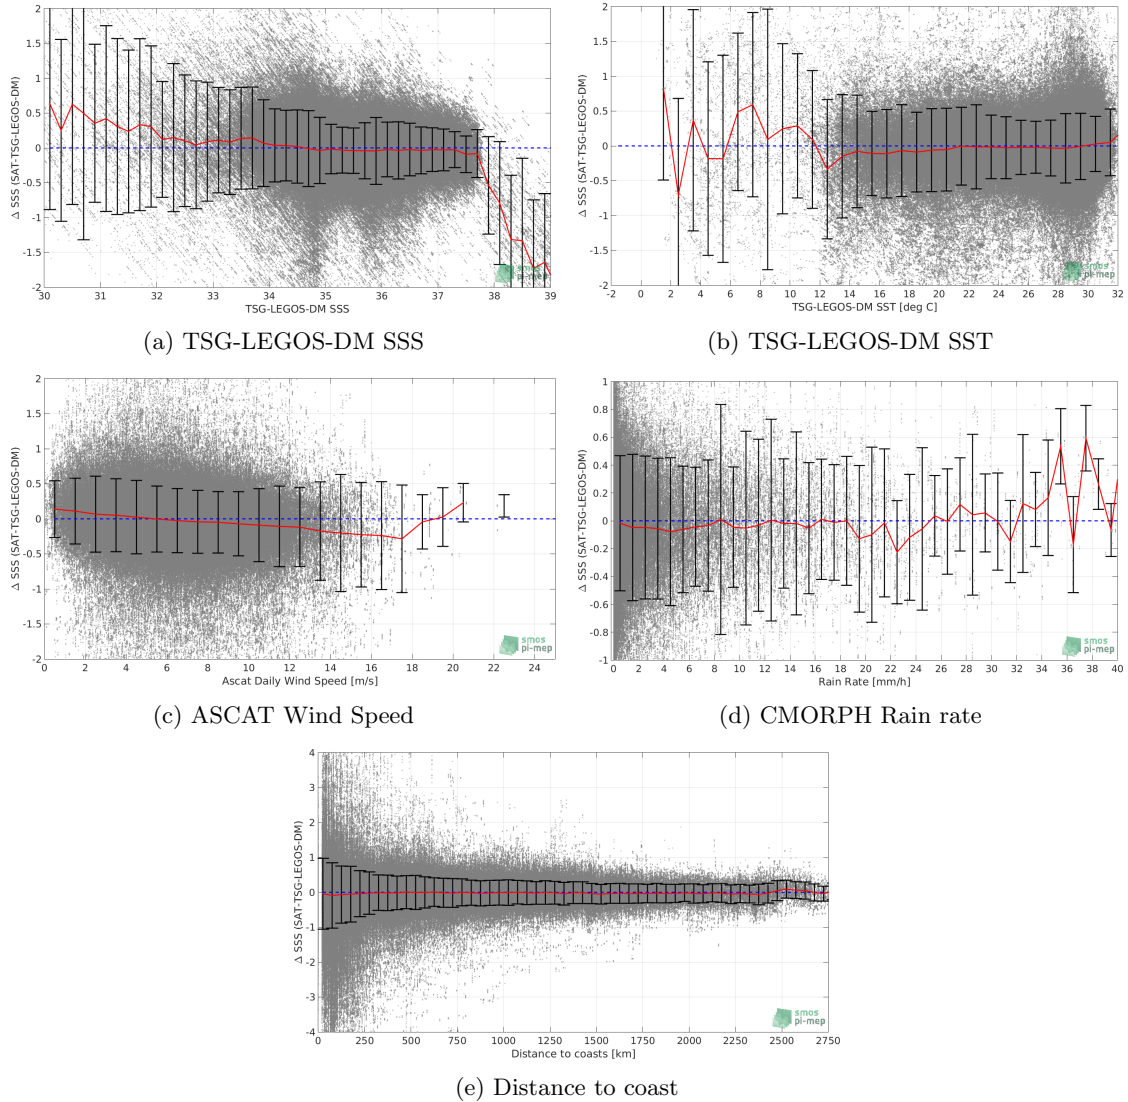 2
1.5
1
0.5
0
-0.5
-1
-1.5
-2
Δ SSS (SAT-TSG-LEGOS-DM)
30 31 32 33 34 35 36 37 38 39
TSG-LEGOS-DM SSS
smos
pi-mep
(a) TSG-LEGOS-DM SSS
2
1.5
1
0.5
0
-0.5
-1
-1.5
-2
Δ SSS (SAT-TSG-LEGOS-DM)
-2 0 2 4 6 8 10 12 14 16 18 20 22 24 26 28 30 32
TSG-LEGOS-DM SST [deg C]
smos
pi-mep
(b) TSG-LEGOS-DM SST
2
1.5
1
0.5
0
-0.5
-1
-1.5
-2
Δ SSS (SAT-TSG-LEGOS-DM)
0 2 4 6 8 10 12 14 16 18 20 22 24
Ascat Daily Wind Speed [m/s]
smos
pi-mep
(c) ASCAT Wind Speed
1
0.8
0.6
0.4
0.2
0
-0.2
-0.4
-0.6
-0.8
-1
Δ SSS (SAT-TSG-LEGOS-DM)
0 2 4 6 8 10 12 14 16 18 20 22 24 26 28 30 32 34 36 38 40
Rain Rate [mm/h]
smos
pi-mep
(d) CMORPH Rain rate
4
3
2
1
0
-1
-2
-3
-4
Δ SSS (SAT-TSG-LEGOS-DM)
0 250 500 750 1000 1250 1500 1750 2000 2250 2500 2750
Distance to coasts [km]
smos
pi-mep
(e) Distance to coast